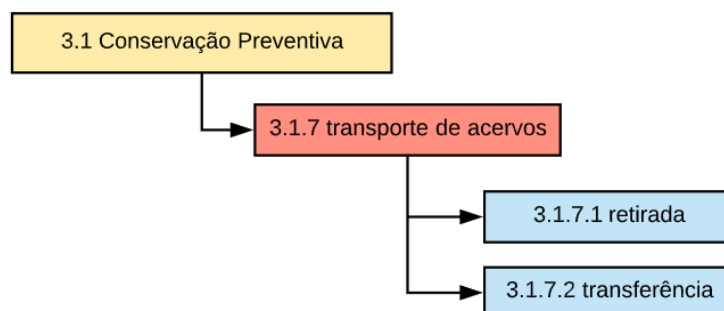 3.1 Conservação Preventiva
3.1.7 transporte de acervos
3.1.7.1 retirada
3.1.7.2 transferência